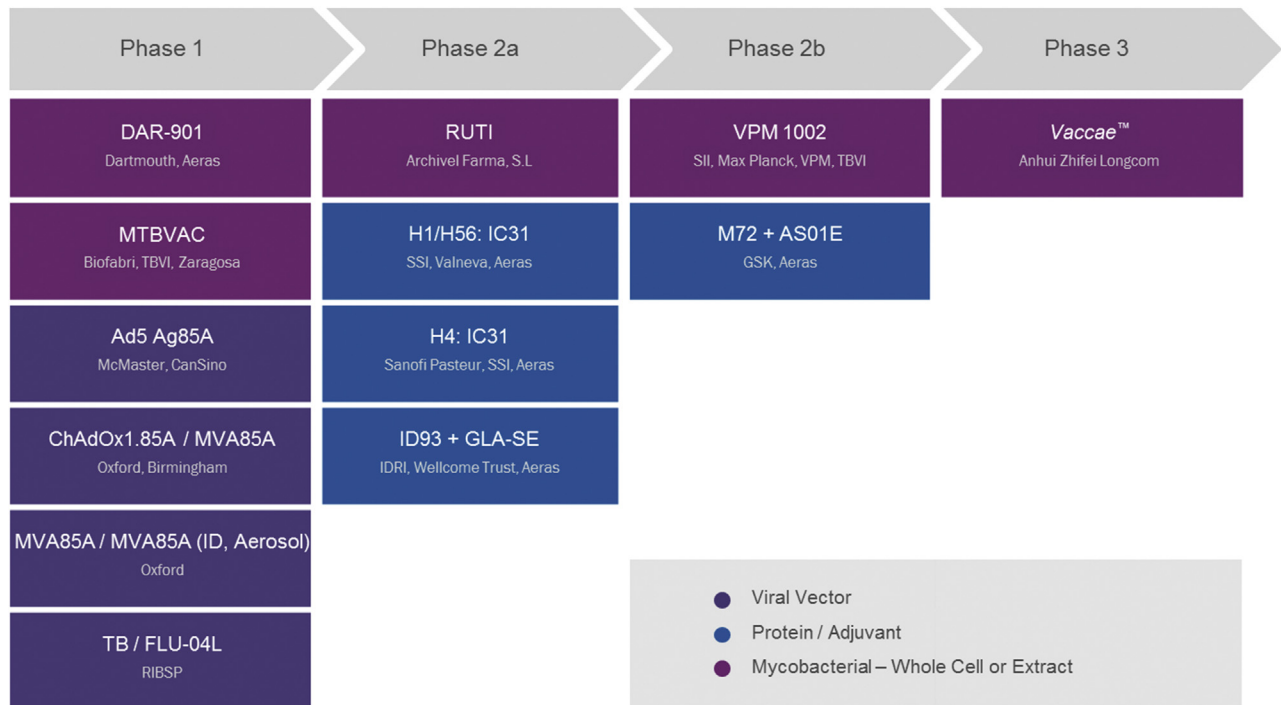 Phase 1
Phase 2a
Phase 2b
Phase 3
DAR-901
Dartmouth, Aeras
RUTI
Archivel Farma, S.L
VPM 1002
SII, Max Planck, VPM, TBVI
Vaccae™
Anhui Zhifei Longcom
MTBVAC
Biofabri, TBVI, Zaragosa
H1/H56: IC31
SSI, Valneva, Aeras
M72 + AS01E
GSK, Aeras
Ad5 Ag85A
McMaster, CanSino
H4: IC31
Sanofi Pasteur, SSI, Aeras
ChAdOx1.85A / MVA85A
Oxford, Birmingham
ID93 + GLA-SE
IDRI, Wellcome Trust, Aeras
MVA85A / MVA85A (ID, Aerosol)
Oxford
TB / FLU-04L
RIBSP
Viral Vector
Protein / Adjuvant
Mycobacterial – Whole Cell or Extract